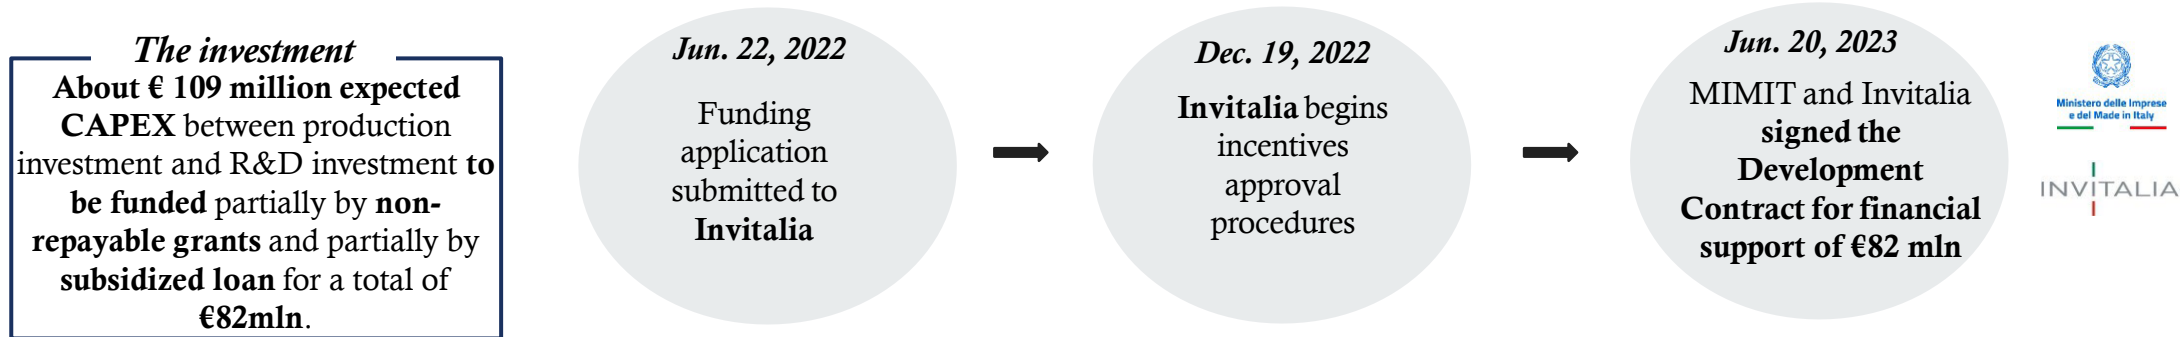 The investment
About € 109 million expected
CAPEX between production
investment and R&D investment to
be funded partially by non-
repayable grants and partially by
subsidized loan for a total of
€82mln.
Jun. 22, 2022
Funding
application
submitted to
Invitalia
Dec. 19, 2022
Invitalia begins
incentives
approval
procedures
Jun. 20, 2023
MIMIT and Invitalia
signed the
Development
Contract for financial
support of €82 mln
Ministero delle Imprese
e del Made in Italy
INVITALIA